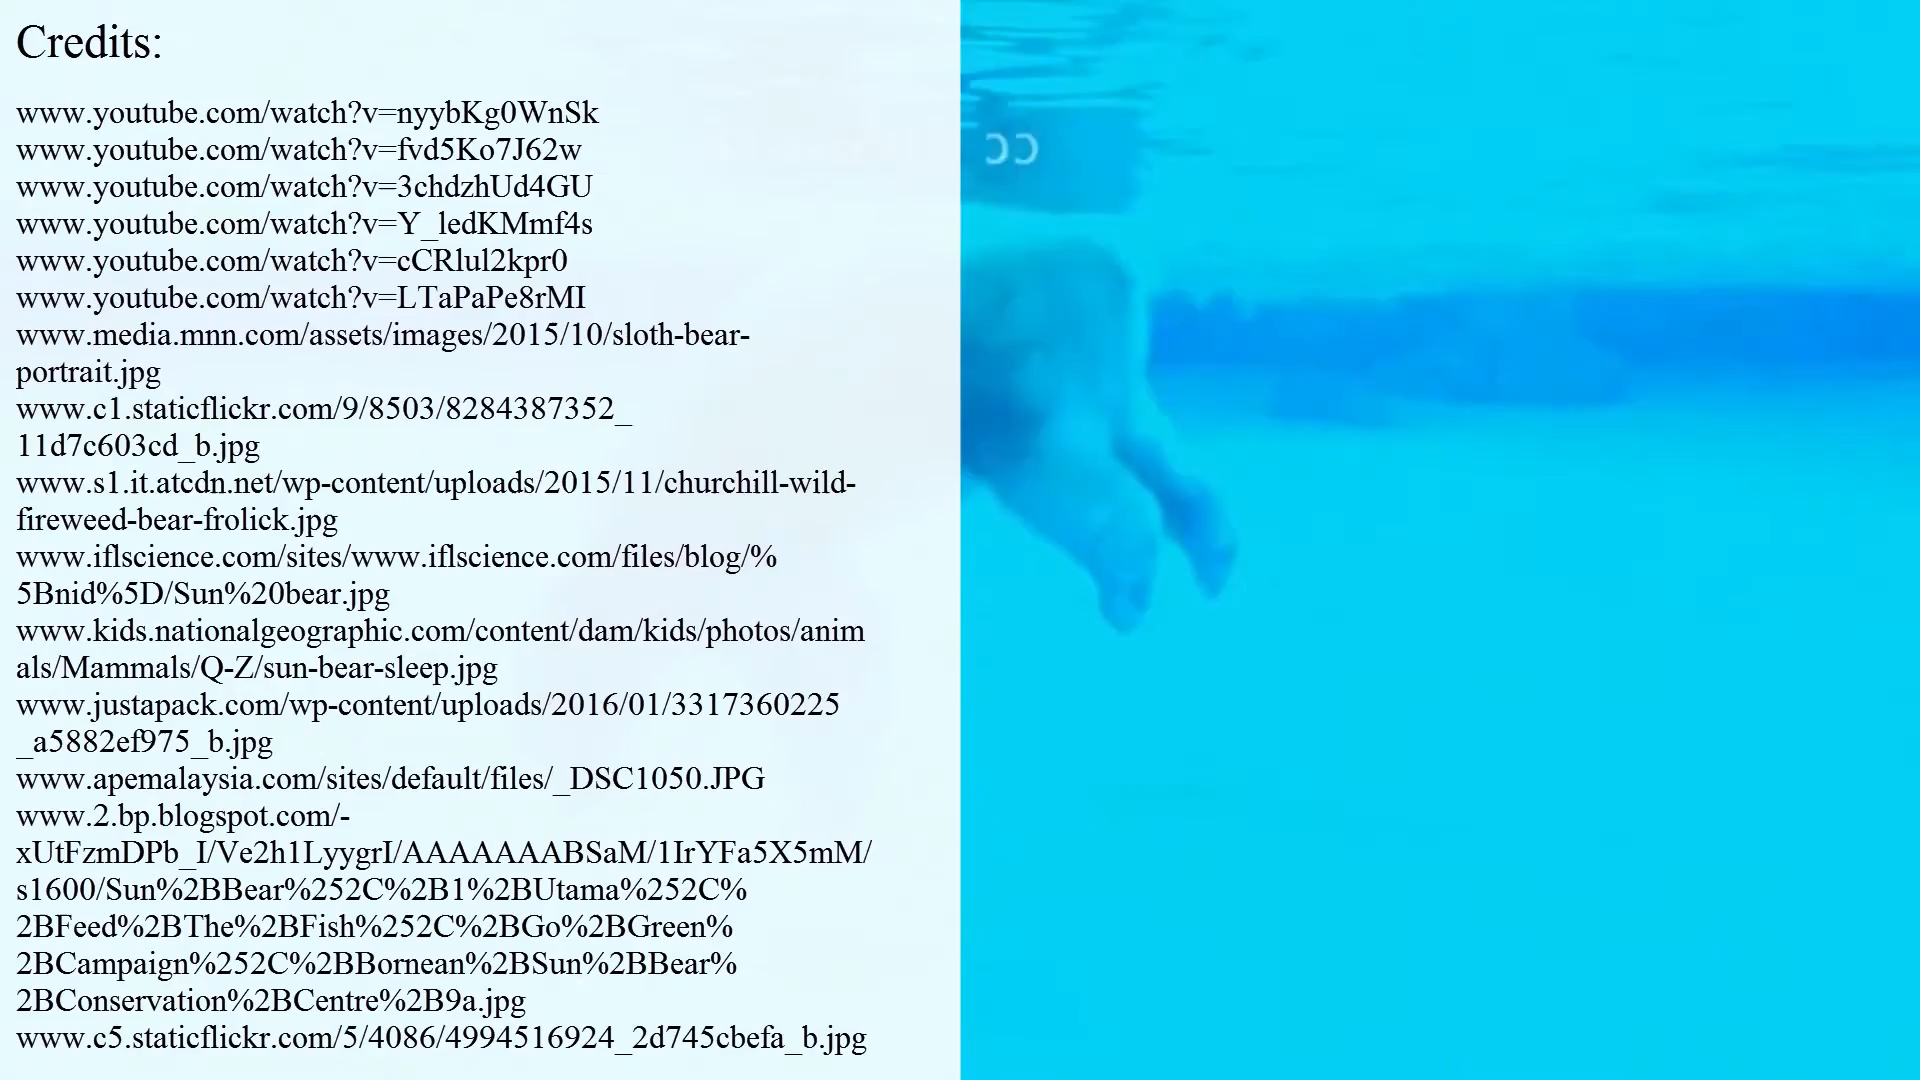 Credits:
www.youtube.com/watch?v=nyybKg0WnSk
www.youtube.com/watch?v=fvd5Ko7J62w
www.youtube.com/watch?v=3chdzhUd4GU
www.youtube.com/watch?v=Y_ledKMmf4s
www.youtube.com/watch?v=cCRlul2kpr0
www.youtube.com/watch?v=LTaPaPe8rMI
www.media.mnn.com/assets/images/2015/10/sloth-bear-
portrait.jpg
www.c1.staticflickr.com/9/8503/8284387352_
11d7c603cd_b.jpg
www.s1.it.atcdn.net/wp-content/uploads/2015/11/churchill-wild-
fireweed-bear-frolick.jpg
www.iflscience.com/sites/www.iflscience.com/files/blog/%
5Bnid%5D/Sun%20bear.jpg
www.kids.nationalgeographic.com/content/dam/kids/photos/anim
als/Mammals/Q-Z/sun-bear-sleep.jpg
www.justapack.com/wp-content/uploads/2016/01/3317360225
_a5882ef975_b.jpg
www.apemalaysia.com/sites/default/files/_DSC1050.JPG
www.2.bp.blogspot.com/-
xUtFzmDPb_I/Ve2h1LyygrI/AAAAAAABSaM/1IrYFa5X5mM/
s1600/Sun%2BBear%252C%2B1%2BUtama%252C%
2BFeed%2BThe%2BFish%252C%2BGo%2BGreen%
2BCampaign%252C%2BBornean%2BSun%2BBear%
2BConservation%2BCentre%2B9a.jpg
www.c5.staticflickr.com/5/4086/4994516924_2d745cbefa_b.jpg